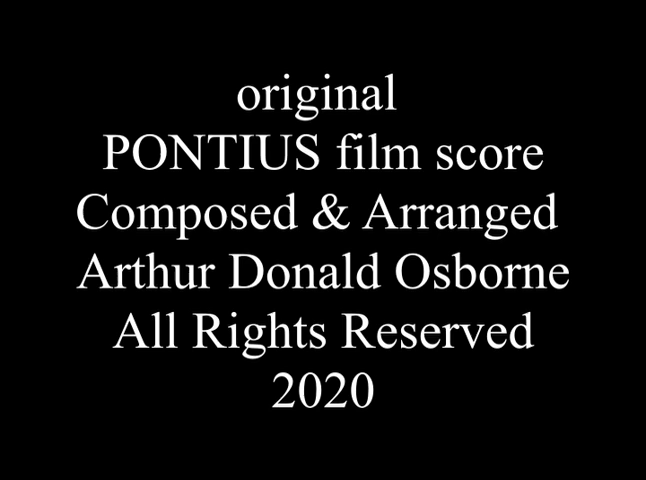 original
PONTIUS film score
Composed & Arranged
Arthur Donald Osborne
All Rights Reserved
2020